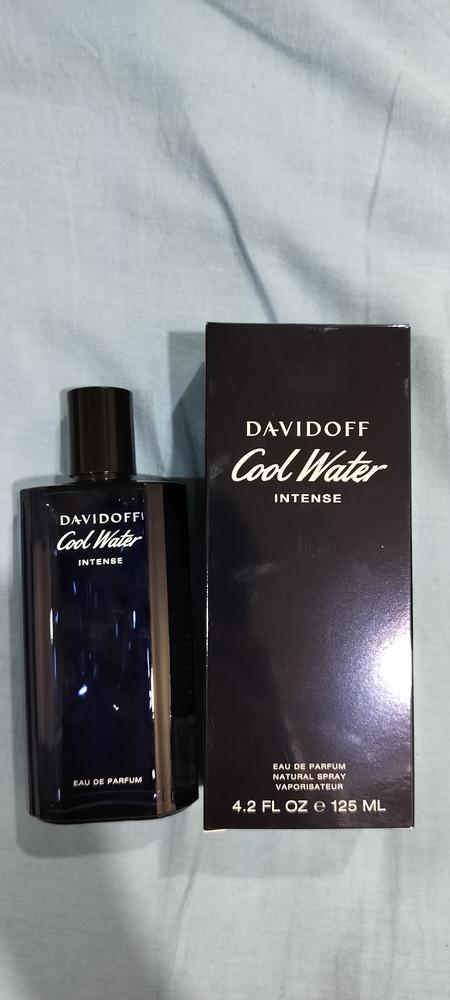 DAVIDOFF
Cool Water
INTENSE
EAU DE PARFUM
DAVIDOFF
Cool Water
INTENSE
EAU DE PARFUM
NATURAL SPRAY
VAPORISATEUR
4.2 FL OZ ℮ 125 ML